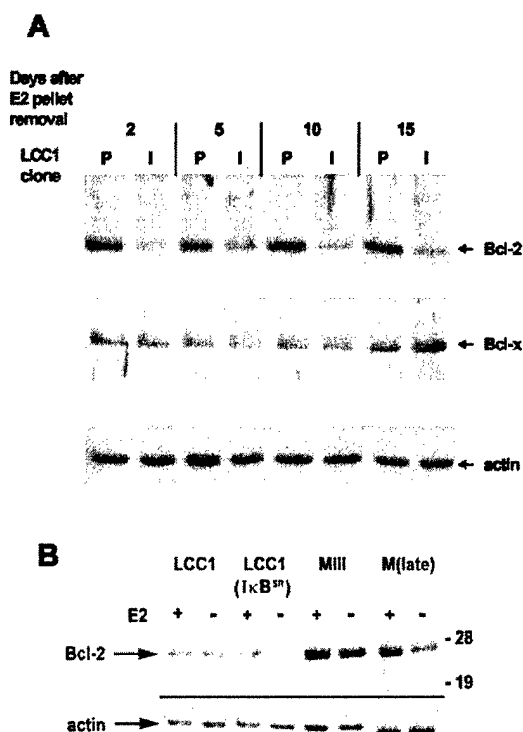 A
Days after
E2 pellet
removal
2 5 10 15
LCC1
clone
P I P I P I P I
← Bcl-2
← Bcl-x
← actin
B
LCC1 LCC1 MIII M(late)
(IκBSR)
E2 + - + - + - + -
Bcl-2 - 28
- 19
actin